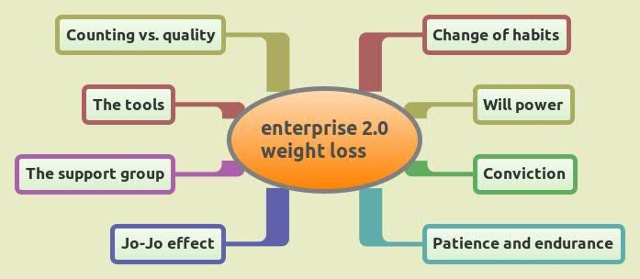 Counting vs. quality
Change of habits
The tools
Will power
enterprise 2.0
weight loss
The support group
Conviction
Jo-Jo effect
Patience and endurance